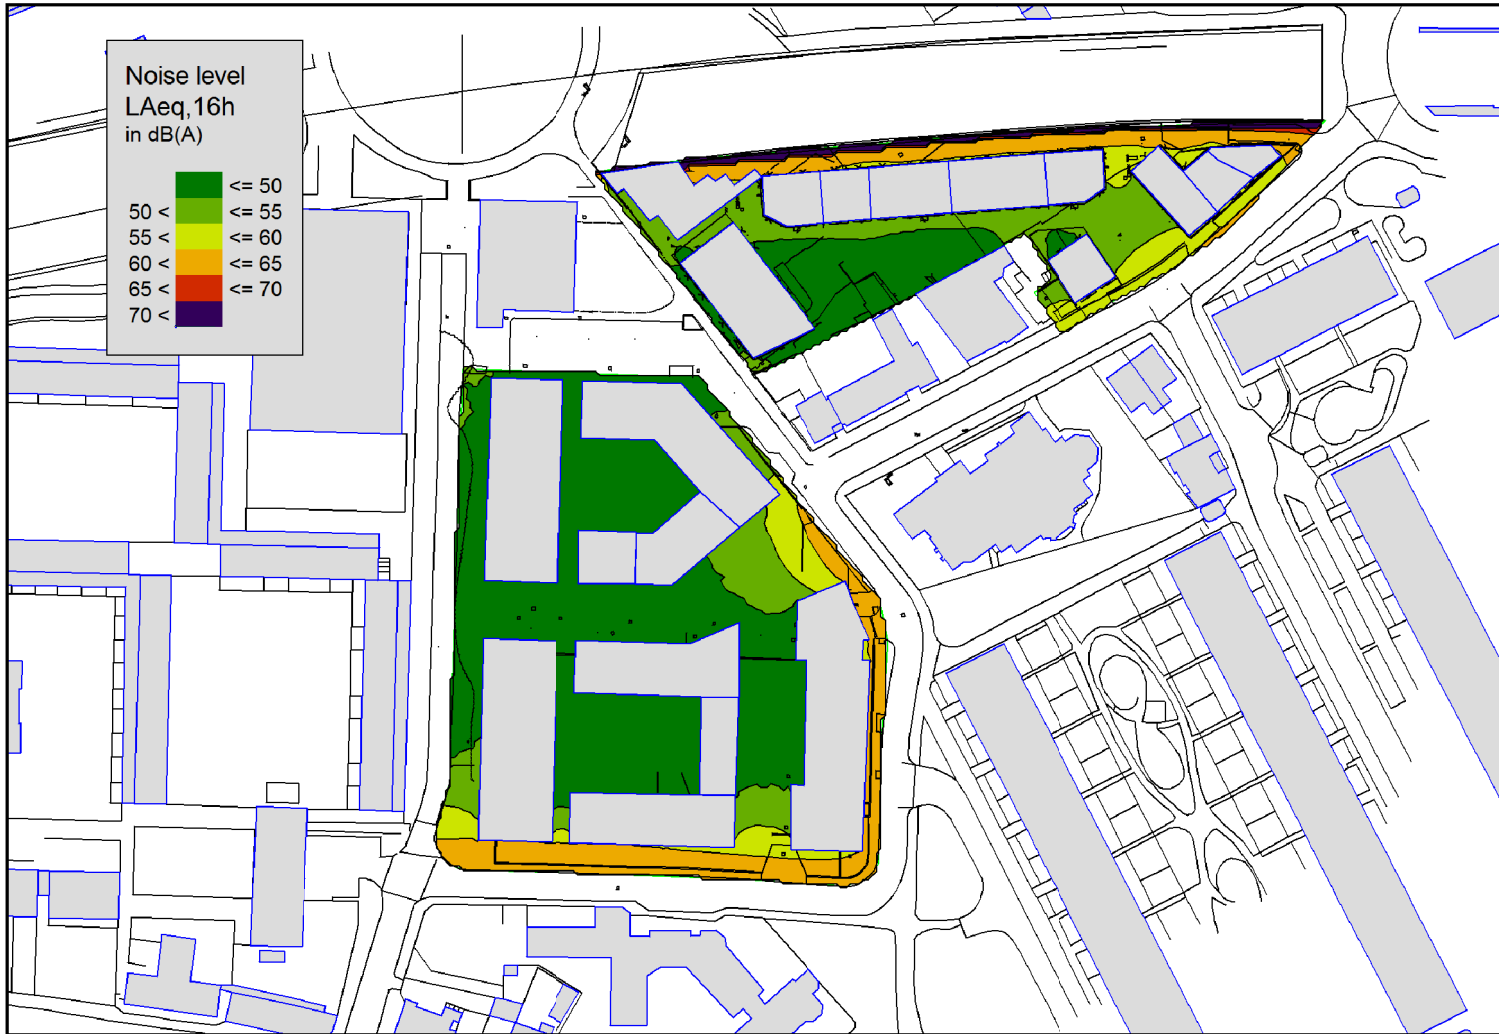 Noise level
LAeq,16h
in dB(A)
<= 50
50 < <= 55
55 < <= 60
60 < <= 65
65 < <= 70
70 <